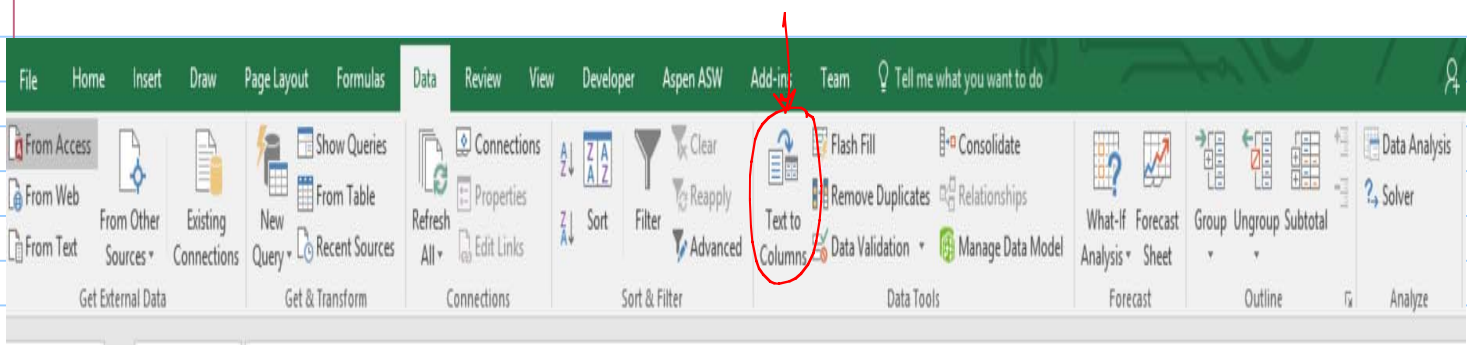 File Home Insert Draw Page Layout Formulas Data Review View Developer Aspen ASW Add-ins Team Tell me what you want to do
From Access
From Web
From Text
From Other
Sources
Existing
Connections
Get External Data
New
Query
Show Queries
From Table
Recent Sources
Get & Transform
Refresh
All
Connections
Properties
Edit Links
Connections
A
Z
Z
A
Z A
A Z
Sort
Filter
Clear
Reapply
Advanced
Sort & Filter
Text to
Columns
Flash Fill
Remove Duplicates
Data Validation
Consolidate
Relationships
Manage Data Model
Data Tools
What-If
Analysis
Forecast
Sheet
Forecast
Group
Ungroup
Subtotal
Outline
Data Analysis
Solver
Analyze